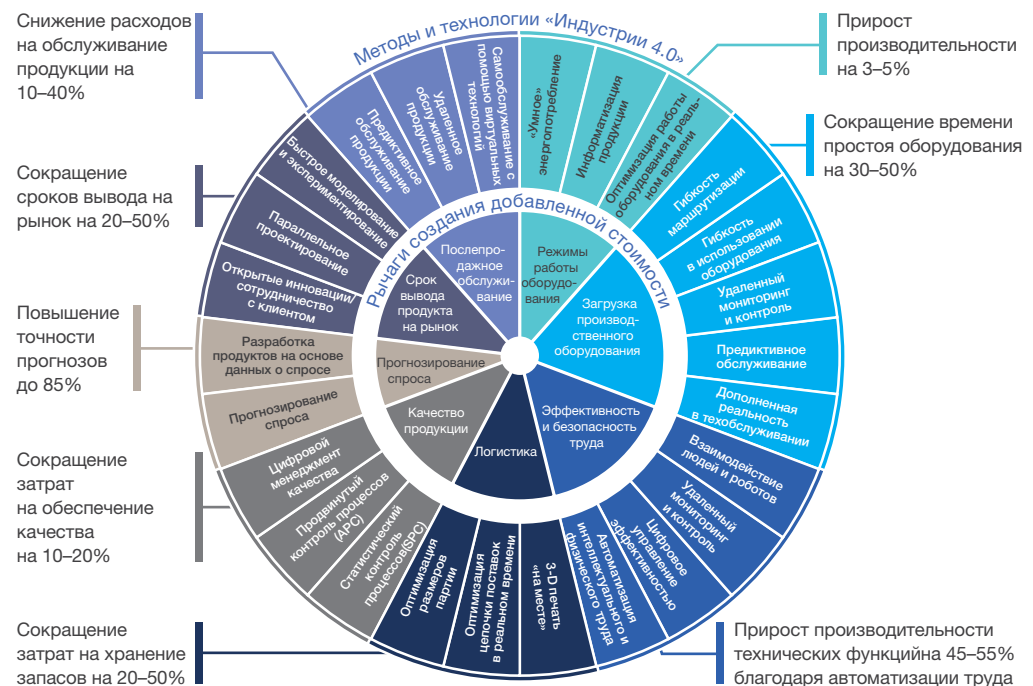 Методы и технологии «Индустрии 4.0»
Рычаги создания добавленной стоимости
Снижение расходов
на обслуживание
продукции на
10–40%
Сокращение
сроков вывода на
рынок на 20–50%
Повышение
точности
прогнозов
до 85%
Сокращение
затрат
на обеспечение
качества
на 10–20%
Сокращение
затрат на хранение
запасов на 20–50%
Прирост
производительности
на 3–5%
Сокращение времени
простоя оборудования
на 30–50%
Прирост производительности
технических функцийна 45–55%
благодаря автоматизации труда
«Умное»
энергопотребление
Информатизация
продукции
Оптимизация работы
оборудования в реаль-
ном времени
Гибкость
маршрутизации
Гибкость
в использовании
оборудования
Удаленный
мониторинг
и контроль
Предиктивное
обслуживание
Дополненная
реальность
в техобслуживании
Взаимодействие
людей и роботов
Удаленный
мониторинг
и контроль
Цифровое
управление
эффективностью
Автоматизация
интеллектуального и
физического труда
3-D печать
«на месте»
Оптимизация
цепочки поставок
в реальном времени
Оптимизация
размеров
партии
Статистический
контроль
процессов(SPC)
Продвинутый
контроль процессов
(APC)
Цифровой
менеджмент
качества
Прогнозирование
спроса
Разработка
продуктов на основе
данных о спросе
Открытые инновации/
сотрудничество
с клиентом
Параллельное
проектирование
Быстрое моделирование
и экспериментирование
Предиктивное
обслуживание
продукции
Удаленное
обслуживание
продукции
Самообслуживание с
помощью виртуальных
технологий
Режимы
работы
оборудо-
вания
Загрузка
производ-
ственного
оборудования
Эффективность
и безопасность
труда
Логистика
Качество
продукции
Прогнозирование
спроса
Срок
вывода
продукта
на рынок
Послепро-
дажное
обслужи-
вание